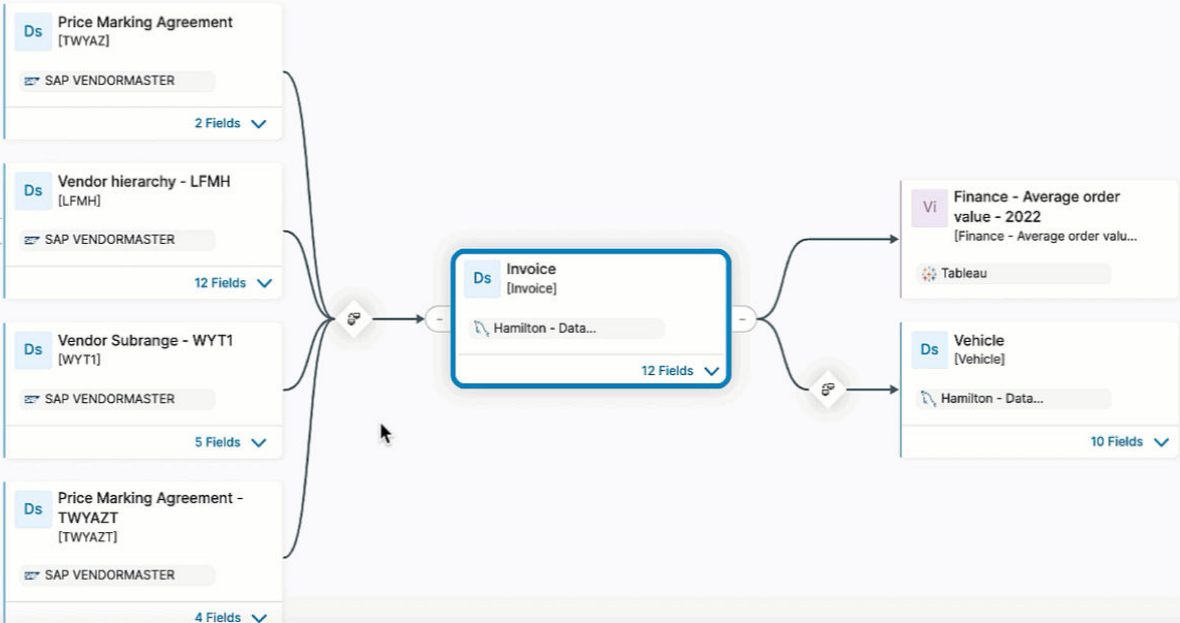 Ds
Price Marking Agreement
[TWYAZ]
SAP VENDORMASTER
2 Fields
Ds
Vendor hierarchy - LFMH
[LFMH]
SAP VENDORMASTER
12 Fields
Ds
Vendor Subrange - WYT1
[WYT1]
SAP VENDORMASTER
5 Fields
Ds
Price Marking Agreement -
TWYAZT
[TWYAZT]
SAP VENDORMASTER
4 Fields
Ds
Invoice
[Invoice]
Hamilton - Data...
12 Fields
Vi
Finance - Average order
value - 2022
[Finance - Average order valu...
Tableau
Ds
Vehicle
[Vehicle]
Hamilton - Data...
10 Fields